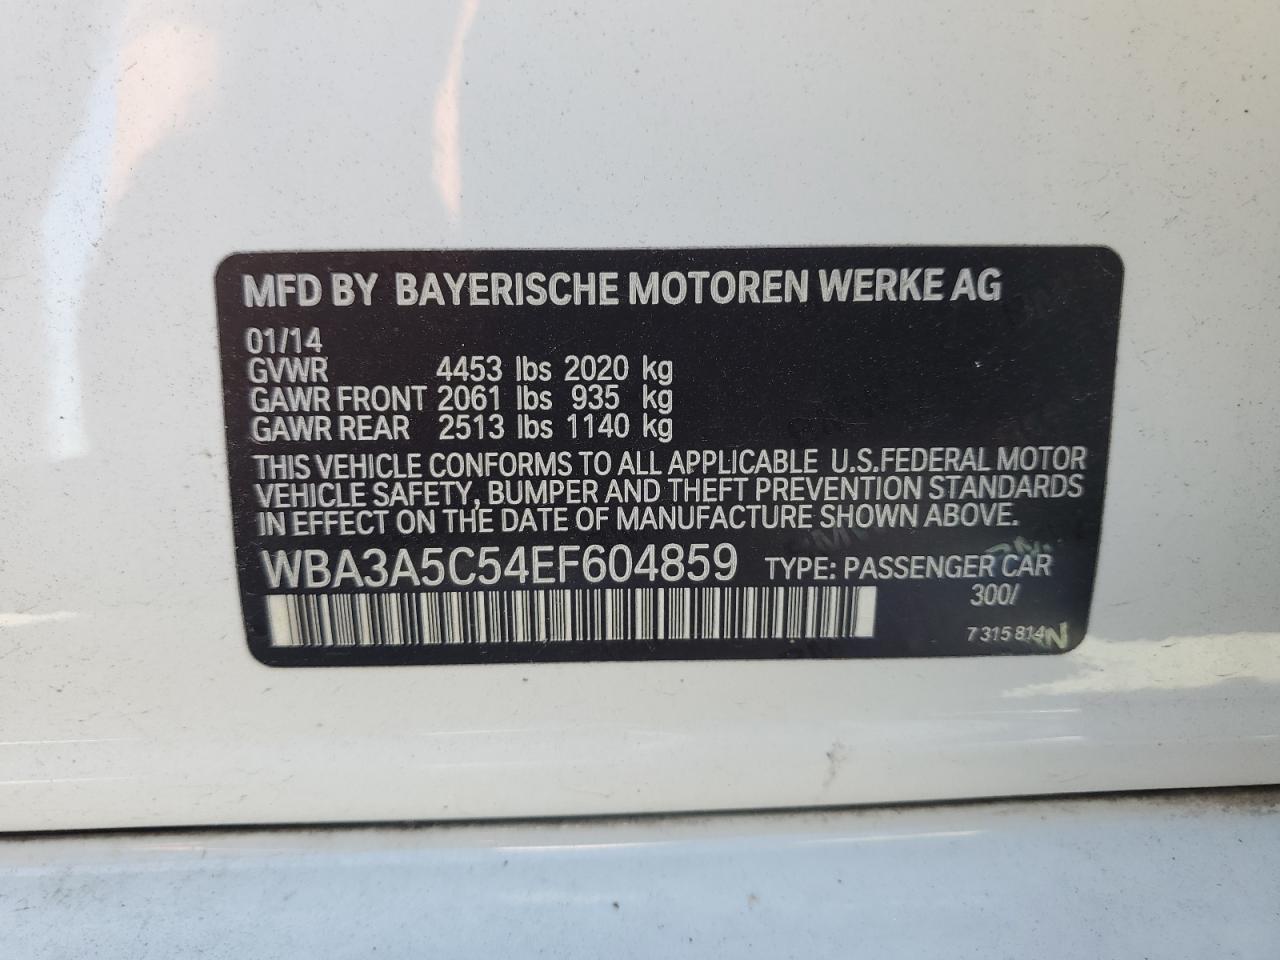 MFD BY BAYERISCHE MOTOREN WERKE AG
01/14
GVWR 4453 lbs 2020 kg
GAWR FRONT 2061 lbs 935 kg
GAWR REAR 2513 lbs 1140 kg
THIS VEHICLE CONFORMS TO ALL APPLICABLE U.S.FEDERAL MOTOR
VEHICLE SAFETY, BUMPER AND THEFT PREVENTION STANDARDS
IN EFFECT ON THE DATE OF MANUFACTURE SHOWN ABOVE.
WBA3A5C54EF604859 TYPE: PASSENGER CAR
300/
7 315 814